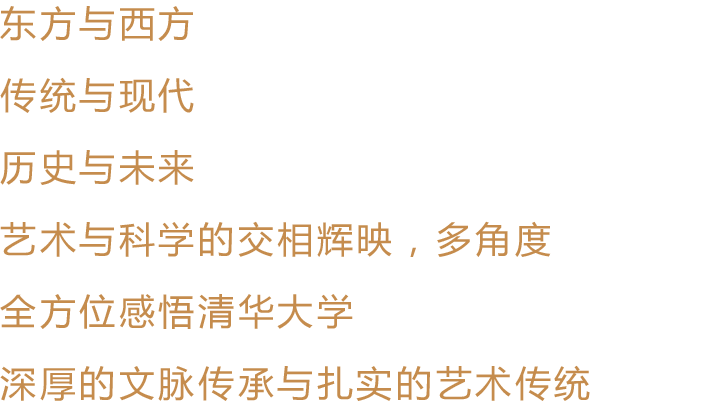 东方与西方
传统与现代
历史与未来
艺术与科学的交相辉映，多角度
全方位感悟清华大学
深厚的文脉传承与扎实的艺术传统